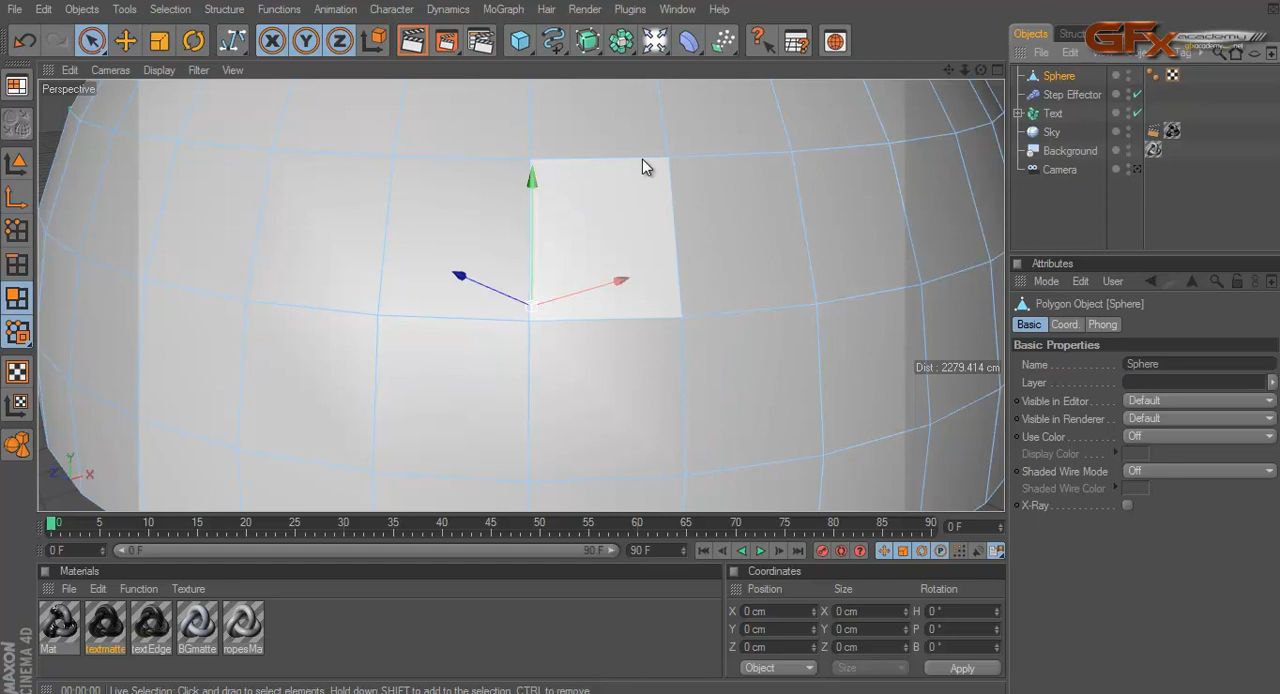 File Edit Objects Tools Selection Structure Functions Animation Character Dynamics MoGraph Hair Render Plugins Window Help
X Y Z
GFx academy
gfxacademy.net
Objects Struct
File Edit Tag
Edit Cameras Display Filter View
Perspective
Sphere
Step Effector
Text
Sky
Background
Camera
Attributes
Mode Edit User
Polygon Object [Sphere]
Basic Coord. Phong
Basic Properties
Name Sphere
Layer
Visible in Editor Default
Visible in Renderer Default
Use Color Off
Display Color
Shaded Wire Mode Off
Shaded Wire Color
X-Ray
Dist : 2279.414 cm
Y
Z X
0 5 10 15 20 25 30 35 40 45 50 55 60 65 70 75 80 85 90 0 F
0 F 0 F 90 F 90 F
Materials
File Edit Function Texture
Mat textmatte textEdge BGmatte ropesMa
Coordinates
Position Size Rotation
X 0 cm X 0 cm H 0 °
Y 0 cm Y 0 cm P 0 °
Z 0 cm Z 0 cm B 0 °
Object Size Apply
MAXON
CINEMA 4D
00:00:00 Live Selection: Click and drag to select elements. Hold down SHIFT to add to the selection, CTRL to remove.